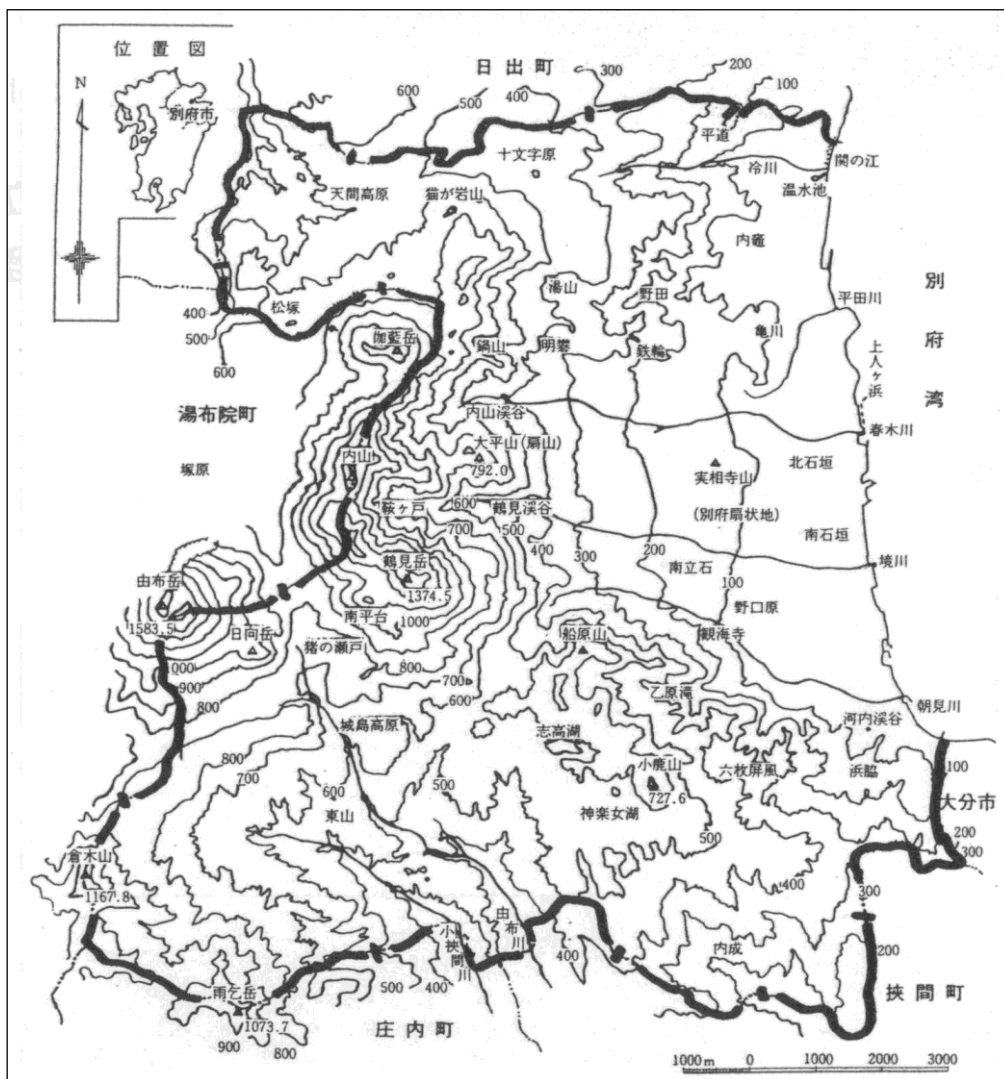 位置図
N
別府市
日出町
600
500
400
300
200
100
平道
十文字原
冷川
関の江
温水池
天間高原
猫が岩山
内竈
別府湾
湯山
野田
平田川
松塚
400
500
600
伽藍岳
鍋山
明礬
鉄輪
亀川
上人ヶ浜
湯布院町
内山渓谷
春木川
大平山(扇山)
792.0
北石垣
塚原
内山
実相寺山
鞍ヶ戸
600
鶴見渓谷
(別府扇状地)
700
500
南石垣
400
300
200
100
鶴見岳
1374.5
南立石
境川
由布岳
1583.5
南平台
1000
野口原
日向岳
猪の瀬戸
船原山
観海寺
1000
900
800
800
700
600
乙原滝
朝見川
河内渓谷
城島高原
志高湖
800
700
600
500
小鹿山
727.6
六枚屏風
浜脇
100
大分市
東山
神楽女湖
500
200
300
倉木山
1167.8
400
300
由布川
小挾間川
400
内成
200
雨乞岳
1073.7
500
400
挾間町
庄内町
900
800
1000m
0
1000
2000
3000